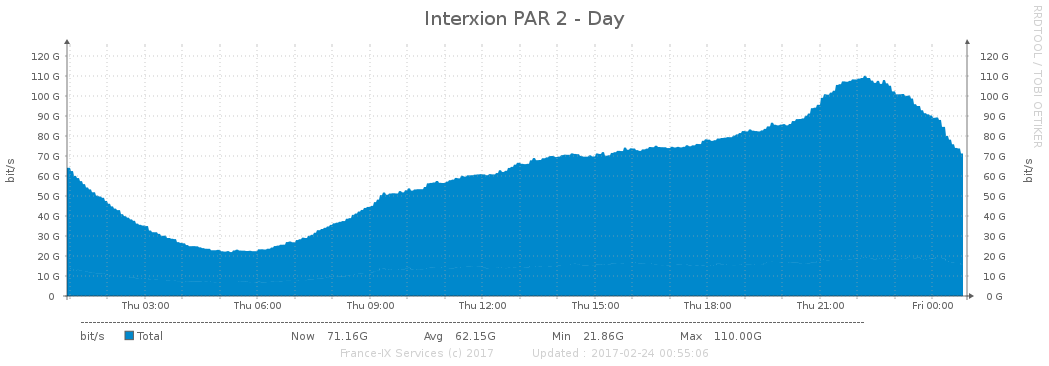 Interxion PAR 2 - Day
RRDTOOL / TOBI OETIKER
bit/s
120 G 120 G
110 G 110 G
100 G 100 G
90 G 90 G
80 G 80 G
70 G 70 G
60 G 60 G
50 G 50 G
40 G 40 G
30 G 30 G
20 G 20 G
10 G 10 G
0 0 G
bit/s
Thu 03:00 Thu 06:00 Thu 09:00 Thu 12:00 Thu 15:00 Thu 18:00 Thu 21:00 Fri 00:00
bit/s Total Now 71.16G Avg 62.15G Min 21.86G Max 110.00G
France-IX Services (c) 2017 Updated : 2017-02-24 00:55:06